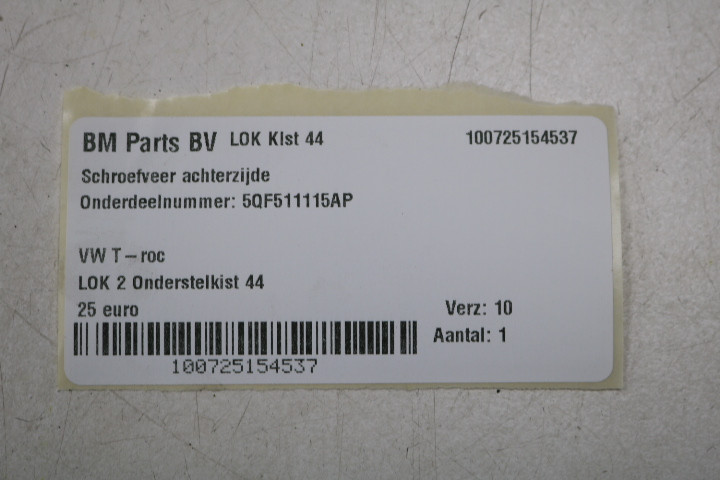 BM Parts BV LOK KIst 44 100725154537
Schroefveer achterzijde
Onderdeelnummer: 5QF511115AP
VW T-roc
LOK 2 Onderstelkist 44
25 euro Verz: 10
Aantal: 1
100725154537